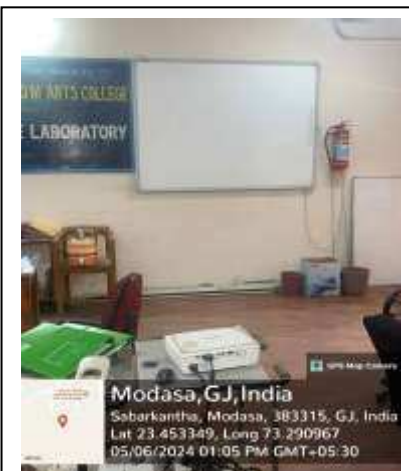 ARTS COLLEGE
LABORATORY
GPS Map Camera
Modasa,GJ,India
Sabarkantha, Modasa, 383315, GJ, India
Lat 23.453349, Long 73.290967
05/06/2024 01:05 PM GMT+05:30